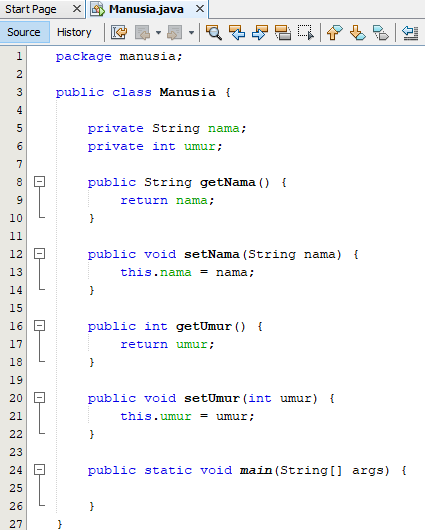 Start Page
Manusia.java
Source
History
1 package manusia;
2
3 public class Manusia {
4
5     private String nama;
6     private int umur;
7
8     public String getNama() {
9         return nama;
10     }
11
12     public void setNama(String nama) {
13         this.nama = nama;
14     }
15
16     public int getUmur() {
17         return umur;
18     }
19
20     public void setUmur(int umur) {
21         this.umur = umur;
22     }
23
24     public static void main(String[] args) {
25
26     }
27 }